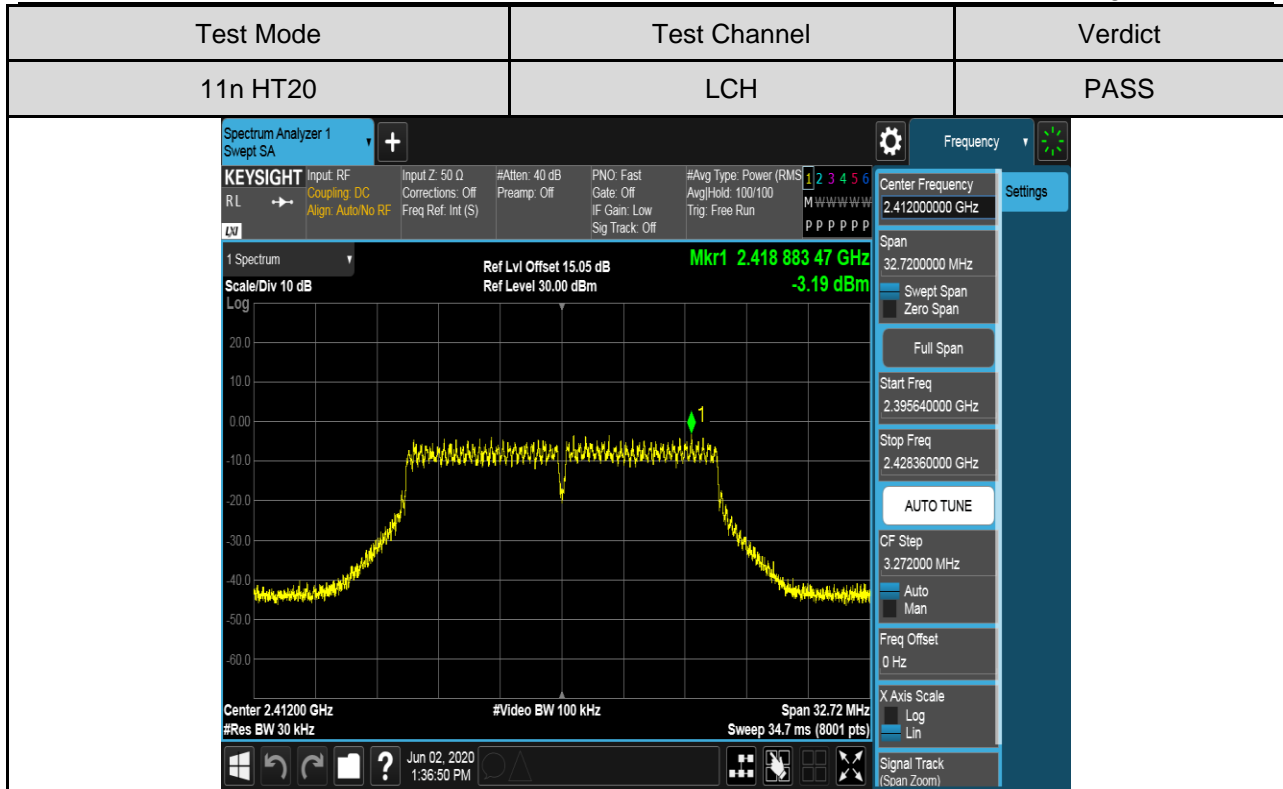 Test Mode Test Channel Verdict
11n HT20 LCH PASS
Spectrum Analyzer 1
Swept SA
+
Frequency
KEYSIGHT
RL
LXI
Input: RF
Coupling: DC
Align: Auto/No RF
Input Z: 50 Ω
Corrections: Off
Freq Ref: Int (S)
#Atten: 40 dB
Preamp: Off
PNO: Fast
Gate: Off
IF Gain: Low
Sig Track: Off
#Avg Type: Power (RMS
Avg|Hold: 100/100
Trig: Free Run
1 2 3 4 5 6
M W W W W W
P P P P P P
1 Spectrum
Scale/Div 10 dB
Ref Lvl Offset 15.05 dB
Ref Level 30.00 dBm
Mkr1 2.418 883 47 GHz
-3.19 dBm
Log
20.0
10.0
0.00
-10.0
-20.0
-30.0
-40.0
-50.0
-60.0
1
Center 2.41200 GHz
#Res BW 30 kHz
#Video BW 100 kHz
Span 32.72 MHz
Sweep 34.7 ms (8001 pts)
Center Frequency
2.412000000 GHz
Span
32.7200000 MHz
Swept Span
Zero Span
Full Span
Start Freq
2.395640000 GHz
Stop Freq
2.428360000 GHz
AUTO TUNE
CF Step
3.272000 MHz
Auto
Man
Freq Offset
0 Hz
X Axis Scale
Log
Lin
Signal Track
(Span Zoom)
Settings
?
Jun 02, 2020
1:36:50 PM